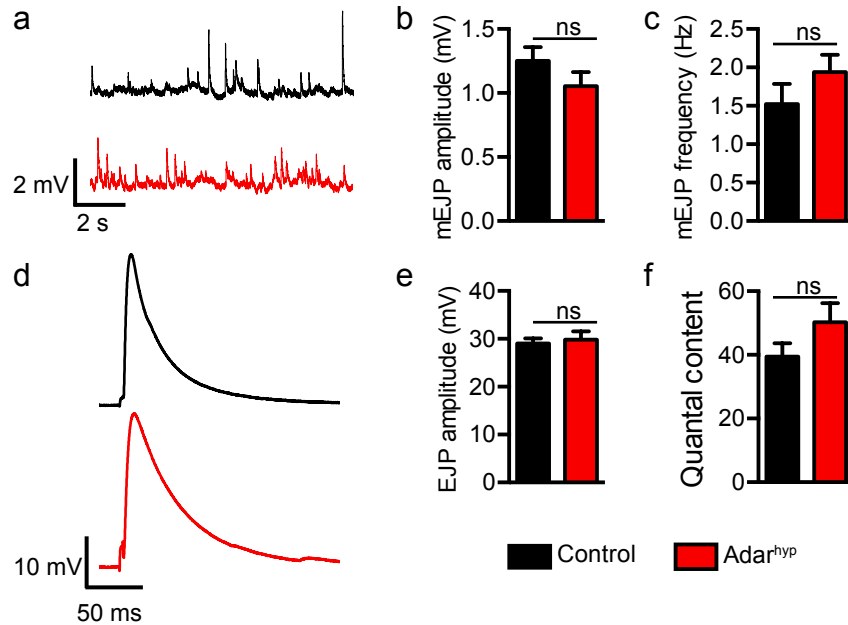 a
2 mV
2 s
b
mEJP amplitude (mV)
1.5
1.0
0.5
0.0
ns
c
mEJP frequency (Hz)
2.5
2.0
1.5
1.0
0.5
0.0
ns
d
10 mV
50 ms
e
EJP amplitude (mV)
40
30
20
10
0
ns
f
Quantal content
60
40
20
0
ns
Control
Adarhyp